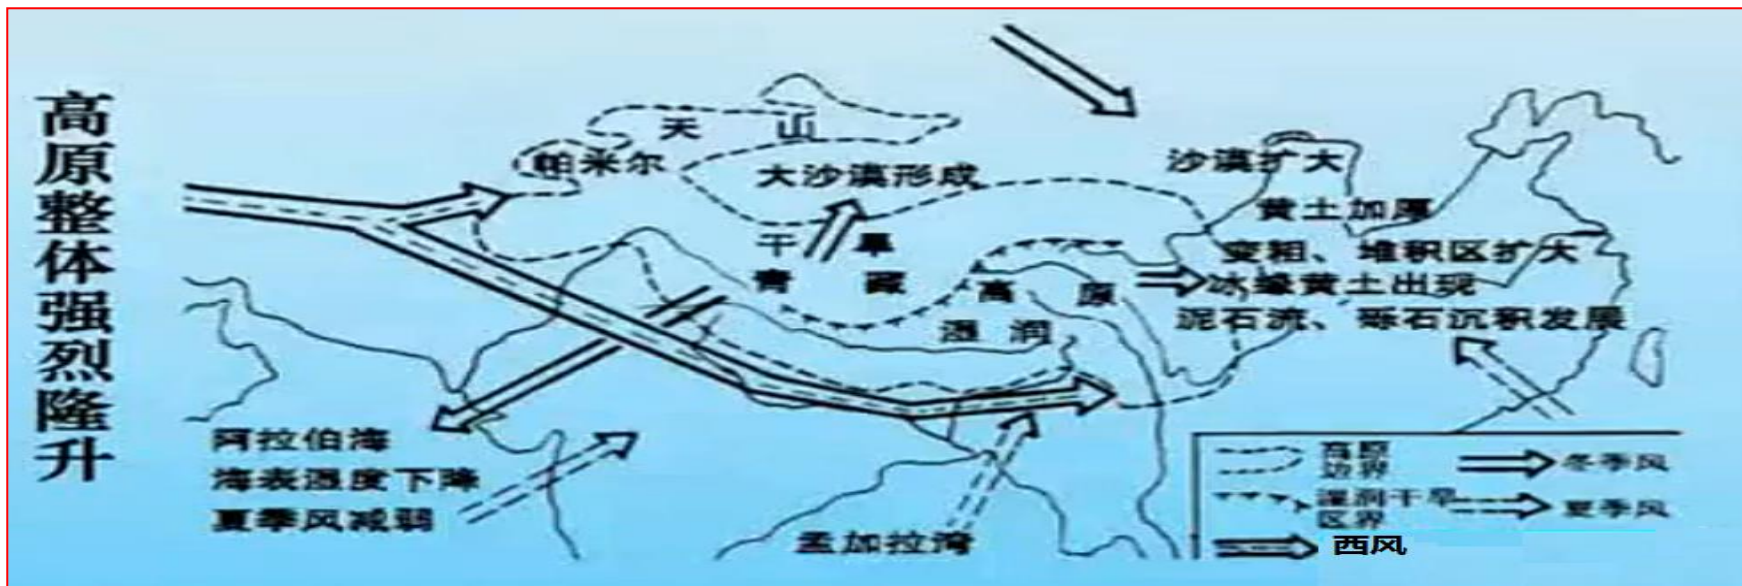 高原整体强烈隆升
天山
帕米尔
大沙漠形成
沙漠扩大
黄土加厚
干旱
变粗、堆积区扩大
青藏高原
冰缘黄土出现
湿润
泥石流、砾石沉积发展
阿拉伯海
海表温度下降
夏季风减弱
孟加拉湾
高原
边界
冬季风
湿润干旱
区界
夏季风
西风